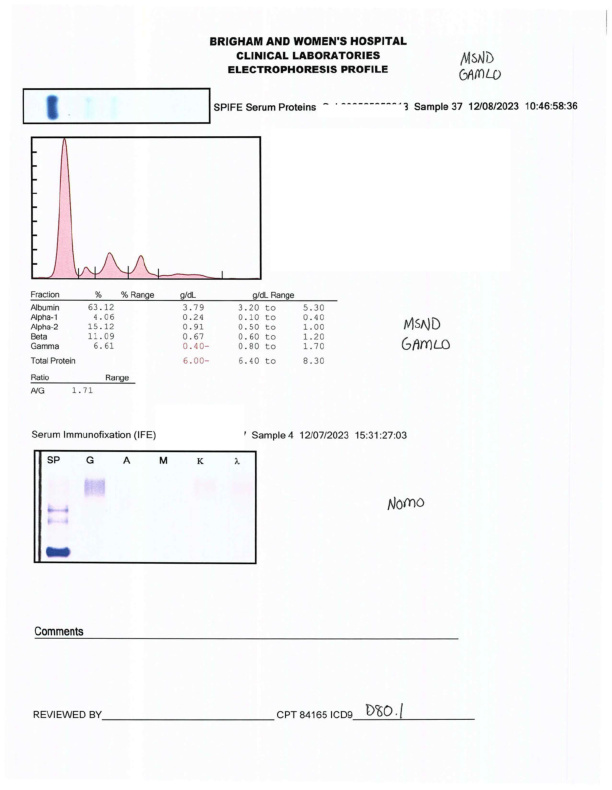 BRIGHAM AND WOMEN'S HOSPITAL
CLINICAL LABORATORIES
ELECTROPHORESIS PROFILE
MSND
GAMLO
SPIFE Serum Proteins Sample 37 12/08/2023 10:46:58:36
Fraction % % Range g/dL g/dL Range
Albumin 63.12 3.79 3.20 to 5.30
Alpha-1 4.06 0.24 0.10 to 0.40
Alpha-2 15.12 0.91 0.50 to 1.00
Beta 11.09 0.67 0.60 to 1.20
Gamma 6.61 0.40- 0.80 to 1.70
Total Protein 6.00- 6.40 to 8.30
MSND
GAMLO
Ratio Range
A/G 1.71
Serum Immunofixation (IFE) Sample 4 12/07/2023 15:31:27:03
SP G A M K λ
Nomo
Comments
REVIEWED BY CPT 84165 ICD9 D80.1